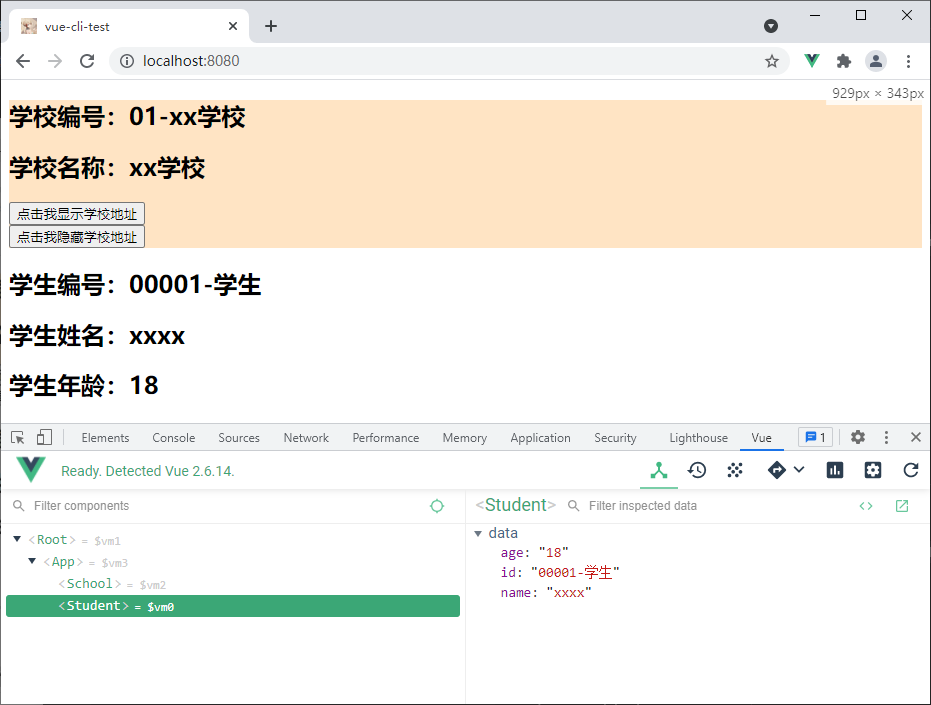 vue-cli-test
localhost:8080
929px × 343px
学校编号：01-xx学校
学校名称：xx学校
点击我显示学校地址
点击我隐藏学校地址
学生编号：00001-学生
学生姓名：xxxx
学生年龄：18
Elements Console Sources Network Performance Memory Application Security Lighthouse Vue 1
Ready. Detected Vue 2.6.14.
Filter components
<Student> Filter inspected data
<Root> = $vm1
<App> = $vm3
<School> = $vm2
<Student> = $vm0
data
age: "18"
id: "00001-学生"
name: "xxxx"